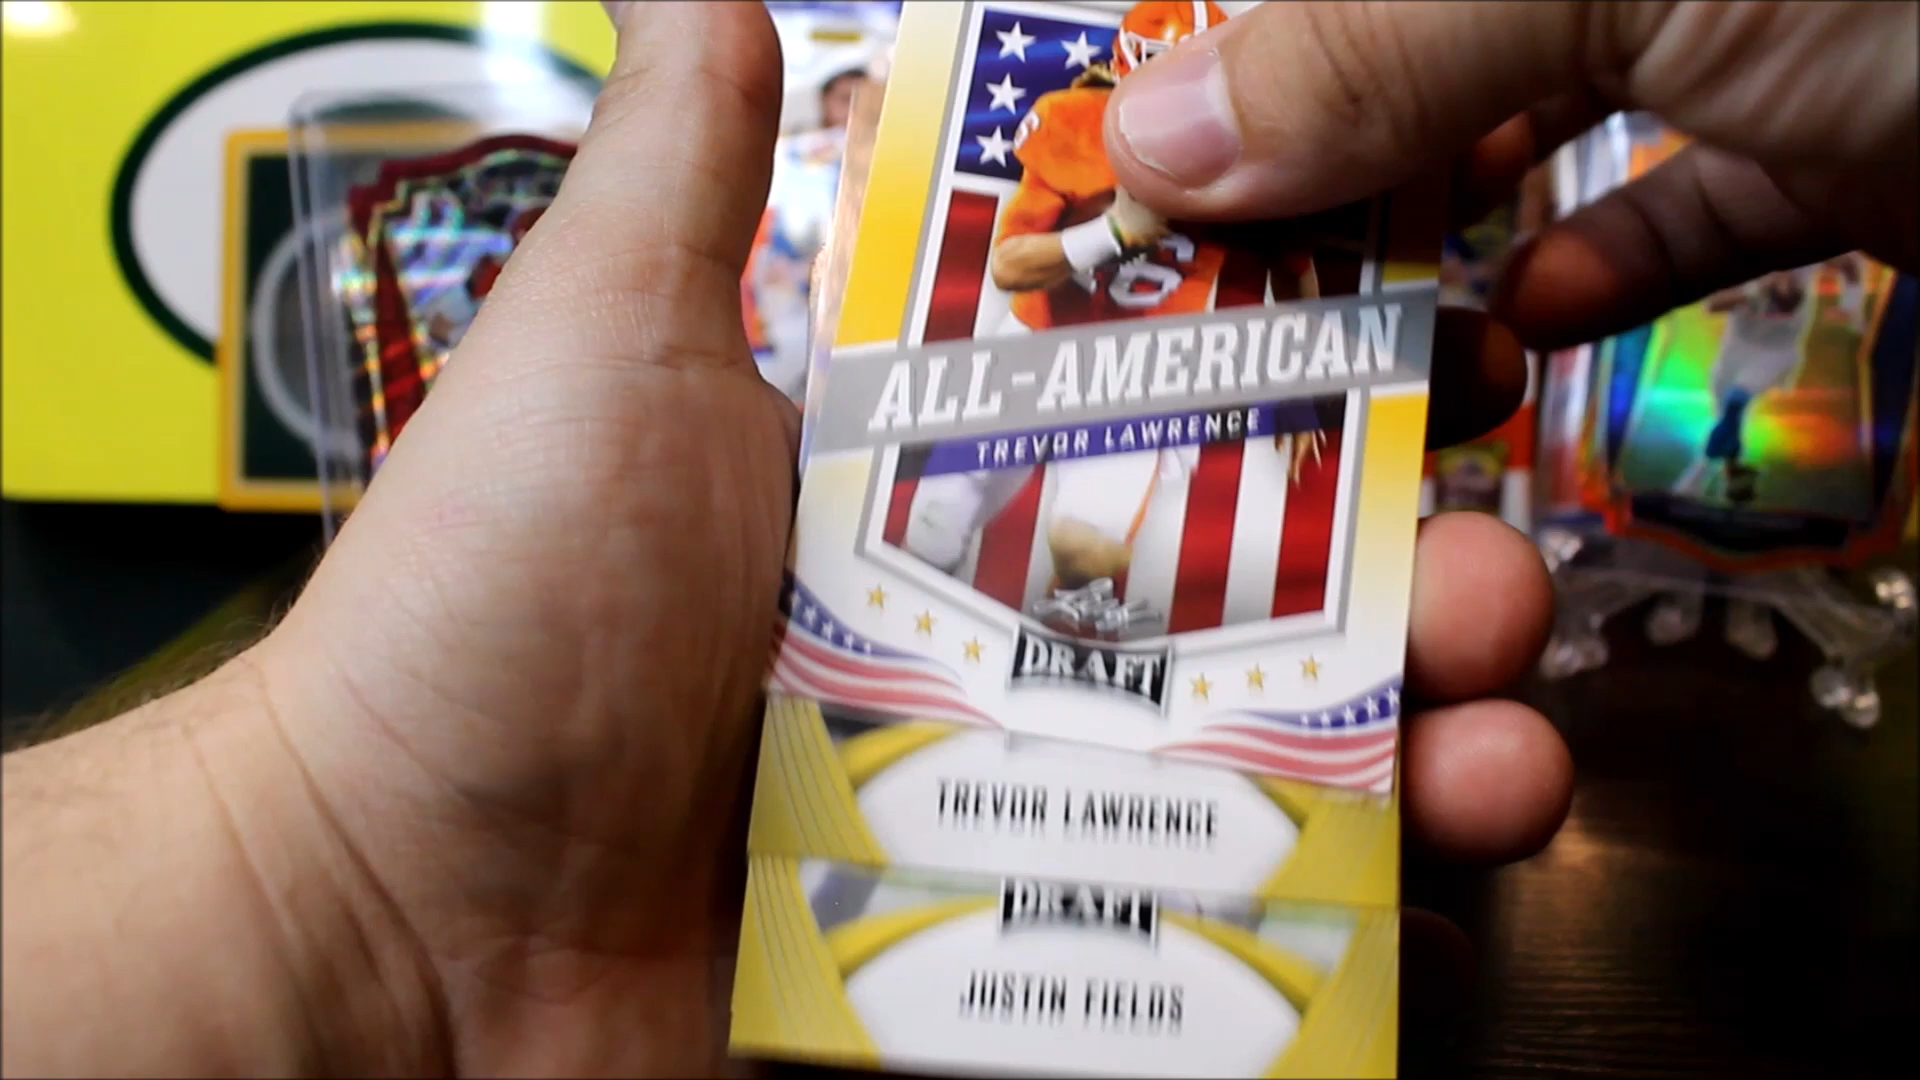 ALL-AMERICAN
TREVOR LAWRENCE
DRAFT
TREVOR LAWRENCE
DRAFT
JUSTIN FIELDS